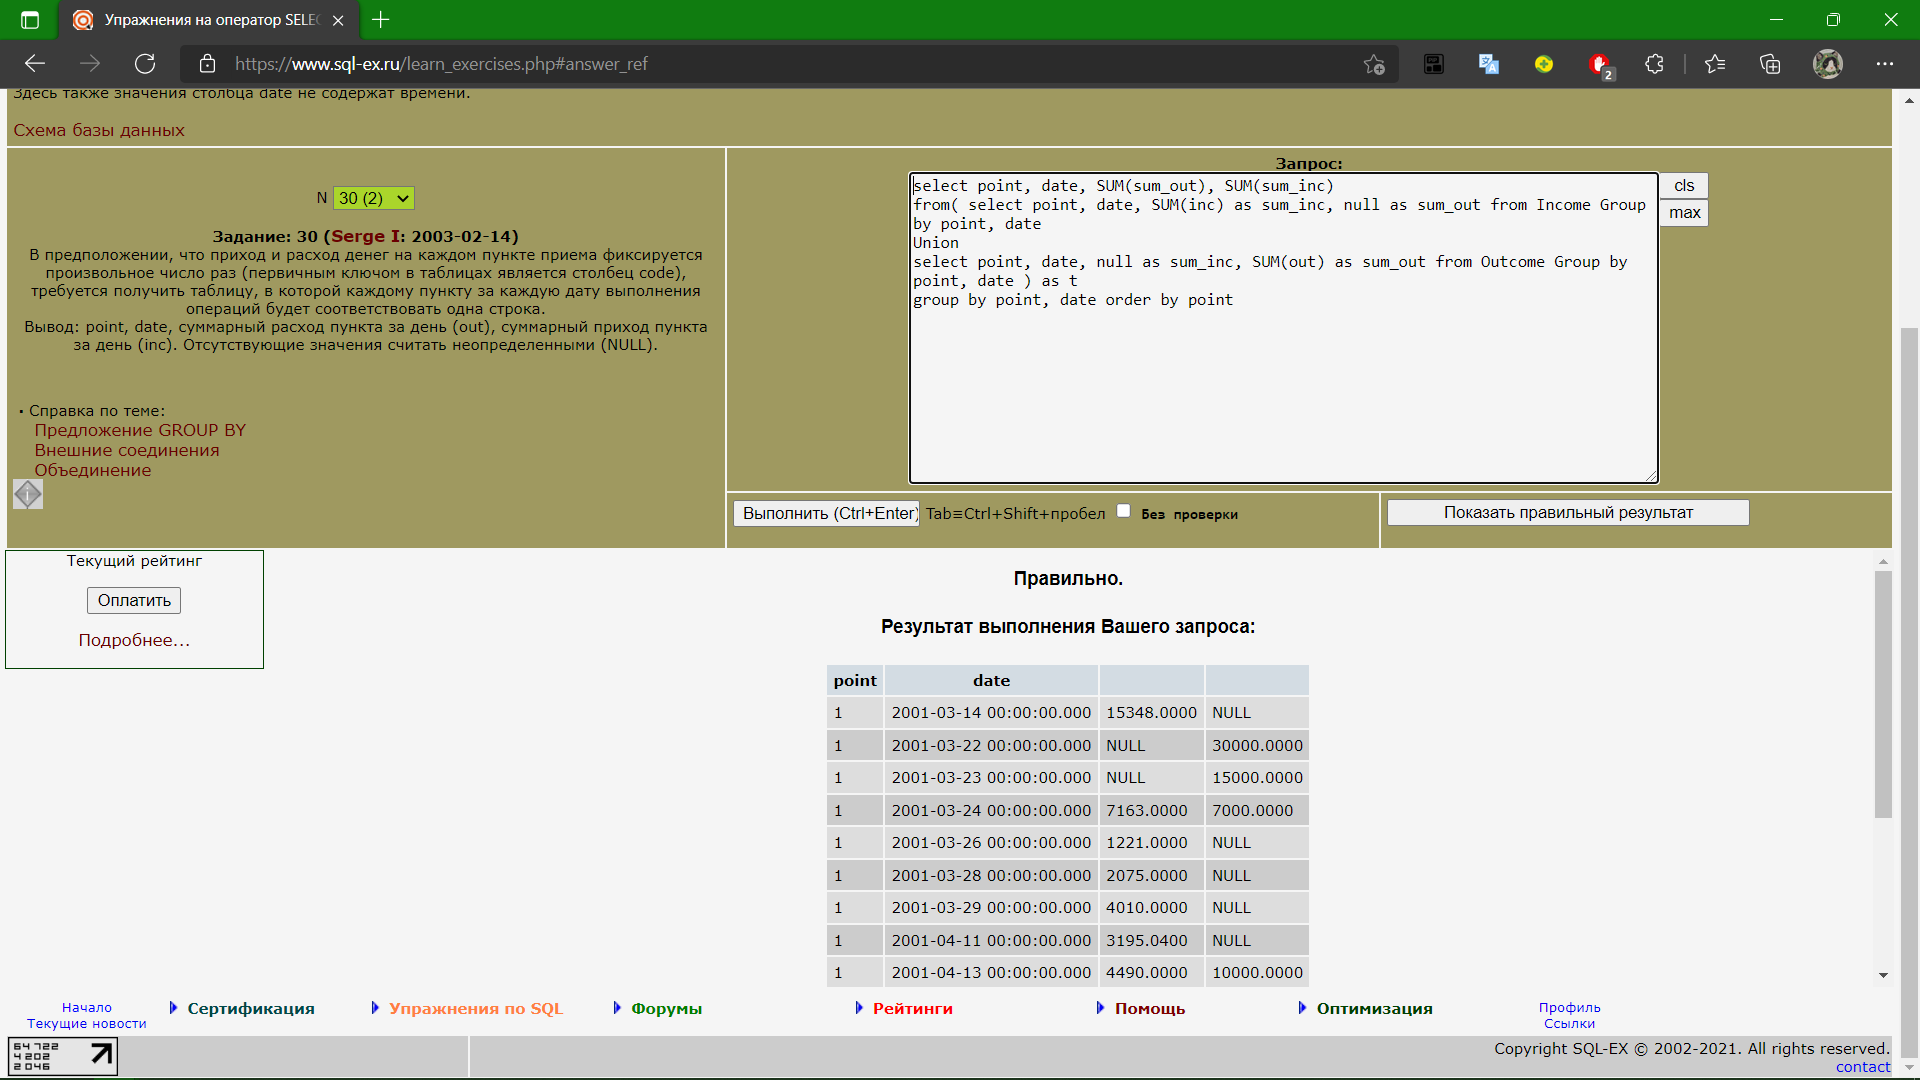 Упражнения на оператор SELEC
https://www.sql-ex.ru/learn_exercises.php#answer_ref
2
Здесь также значения столбца date не содержат времени.
Схема базы данных
N 30 (2)
Задание: 30 (Serge I: 2003-02-14)
В предположении, что приход и расход денег на каждом пункте приема фиксируется
произвольное число раз (первичным ключом в таблицах является столбец code),
требуется получить таблицу, в которой каждому пункту за каждую дату выполнения
операций будет соответствовать одна строка.
Вывод: point, date, суммарный расход пункта за день (out), суммарный приход пункта
за день (inc). Отсутствующие значения считать неопределенными (NULL).
• Справка по теме:
Предложение GROUP BY
Внешние соединения
Объединение
Запрос:
select point, date, SUM(sum_out), SUM(sum_inc)
from( select point, date, SUM(inc) as sum_inc, null as sum_out from Income Group
by point, date
Union
select point, date, null as sum_inc, SUM(out) as sum_out from Outcome Group by
point, date ) as t
group by point, date order by point
cls
max
Выполнить (Ctrl+Enter) Tab≡Ctrl+Shift+пробел Без проверки
Показать правильный результат
Текущий рейтинг
Оплатить
Подробнее...
Правильно.
Результат выполнения Вашего запроса:
point date
1 2001-03-14 00:00:00.000 15348.0000 NULL
1 2001-03-22 00:00:00.000 NULL 30000.0000
1 2001-03-23 00:00:00.000 NULL 15000.0000
1 2001-03-24 00:00:00.000 7163.0000 7000.0000
1 2001-03-26 00:00:00.000 1221.0000 NULL
1 2001-03-28 00:00:00.000 2075.0000 NULL
1 2001-03-29 00:00:00.000 4010.0000 NULL
1 2001-04-11 00:00:00.000 3195.0400 NULL
1 2001-04-13 00:00:00.000 4490.0000 10000.0000
Начало
Текущие новости
Сертификация
Упражнения по SQL
Форумы
Рейтинги
Помощь
Оптимизация
Профиль
Ссылки
64 722
4 202
2 046
Copyright SQL-EX © 2002-2021. All rights reserved.
contact